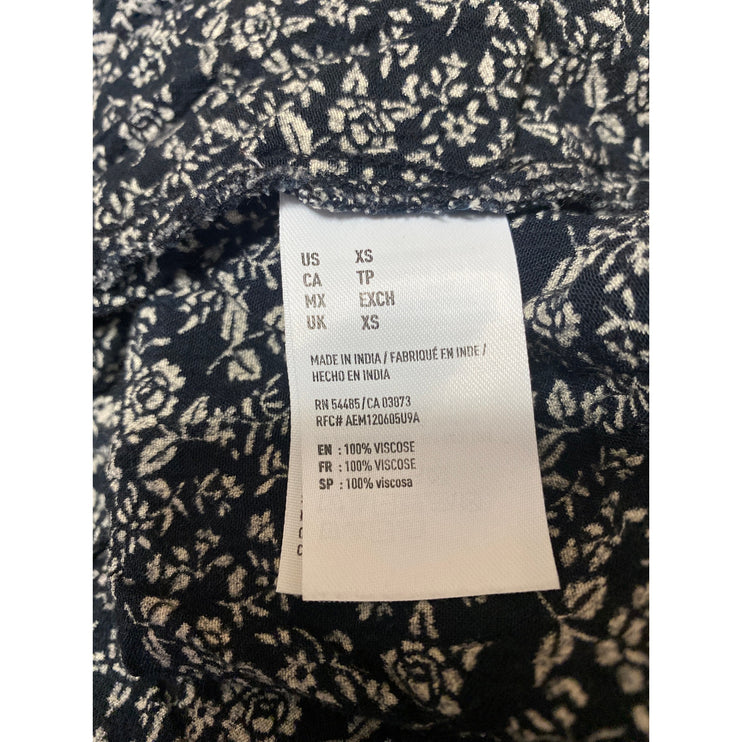 US XS
CA TP
MX EXCH
UK XS
MADE IN INDIA / FABRIQUÉ EN INDE /
HECHO EN INDIA
RN 54485/CA 03873
RFC# AEM120605U9A
EN : 100% VISCOSE
FR : 100% VISCOSE
SP : 100% viscosa